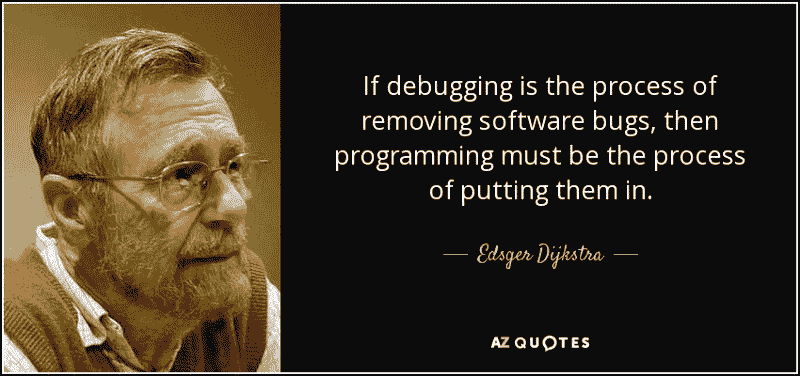 If debugging is the process of
removing software bugs, then
programming must be the process
of putting them in.
Edsger Dijkstra
AZ QUOTES